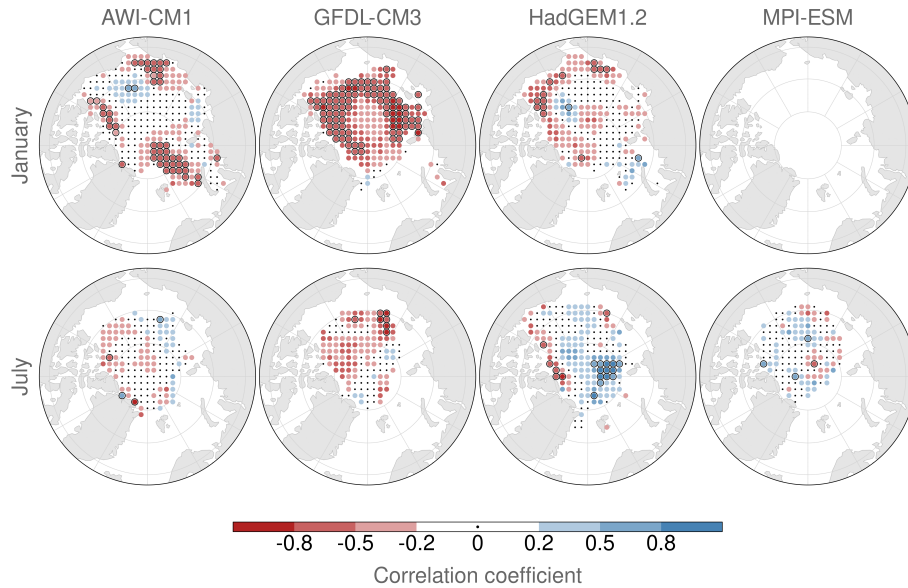 AWI-CM1 GFDL-CM3 HadGEM1.2 MPI-ESM
January
July
-0.8 -0.5 -0.2 0 0.2 0.5 0.8
Correlation coefficient